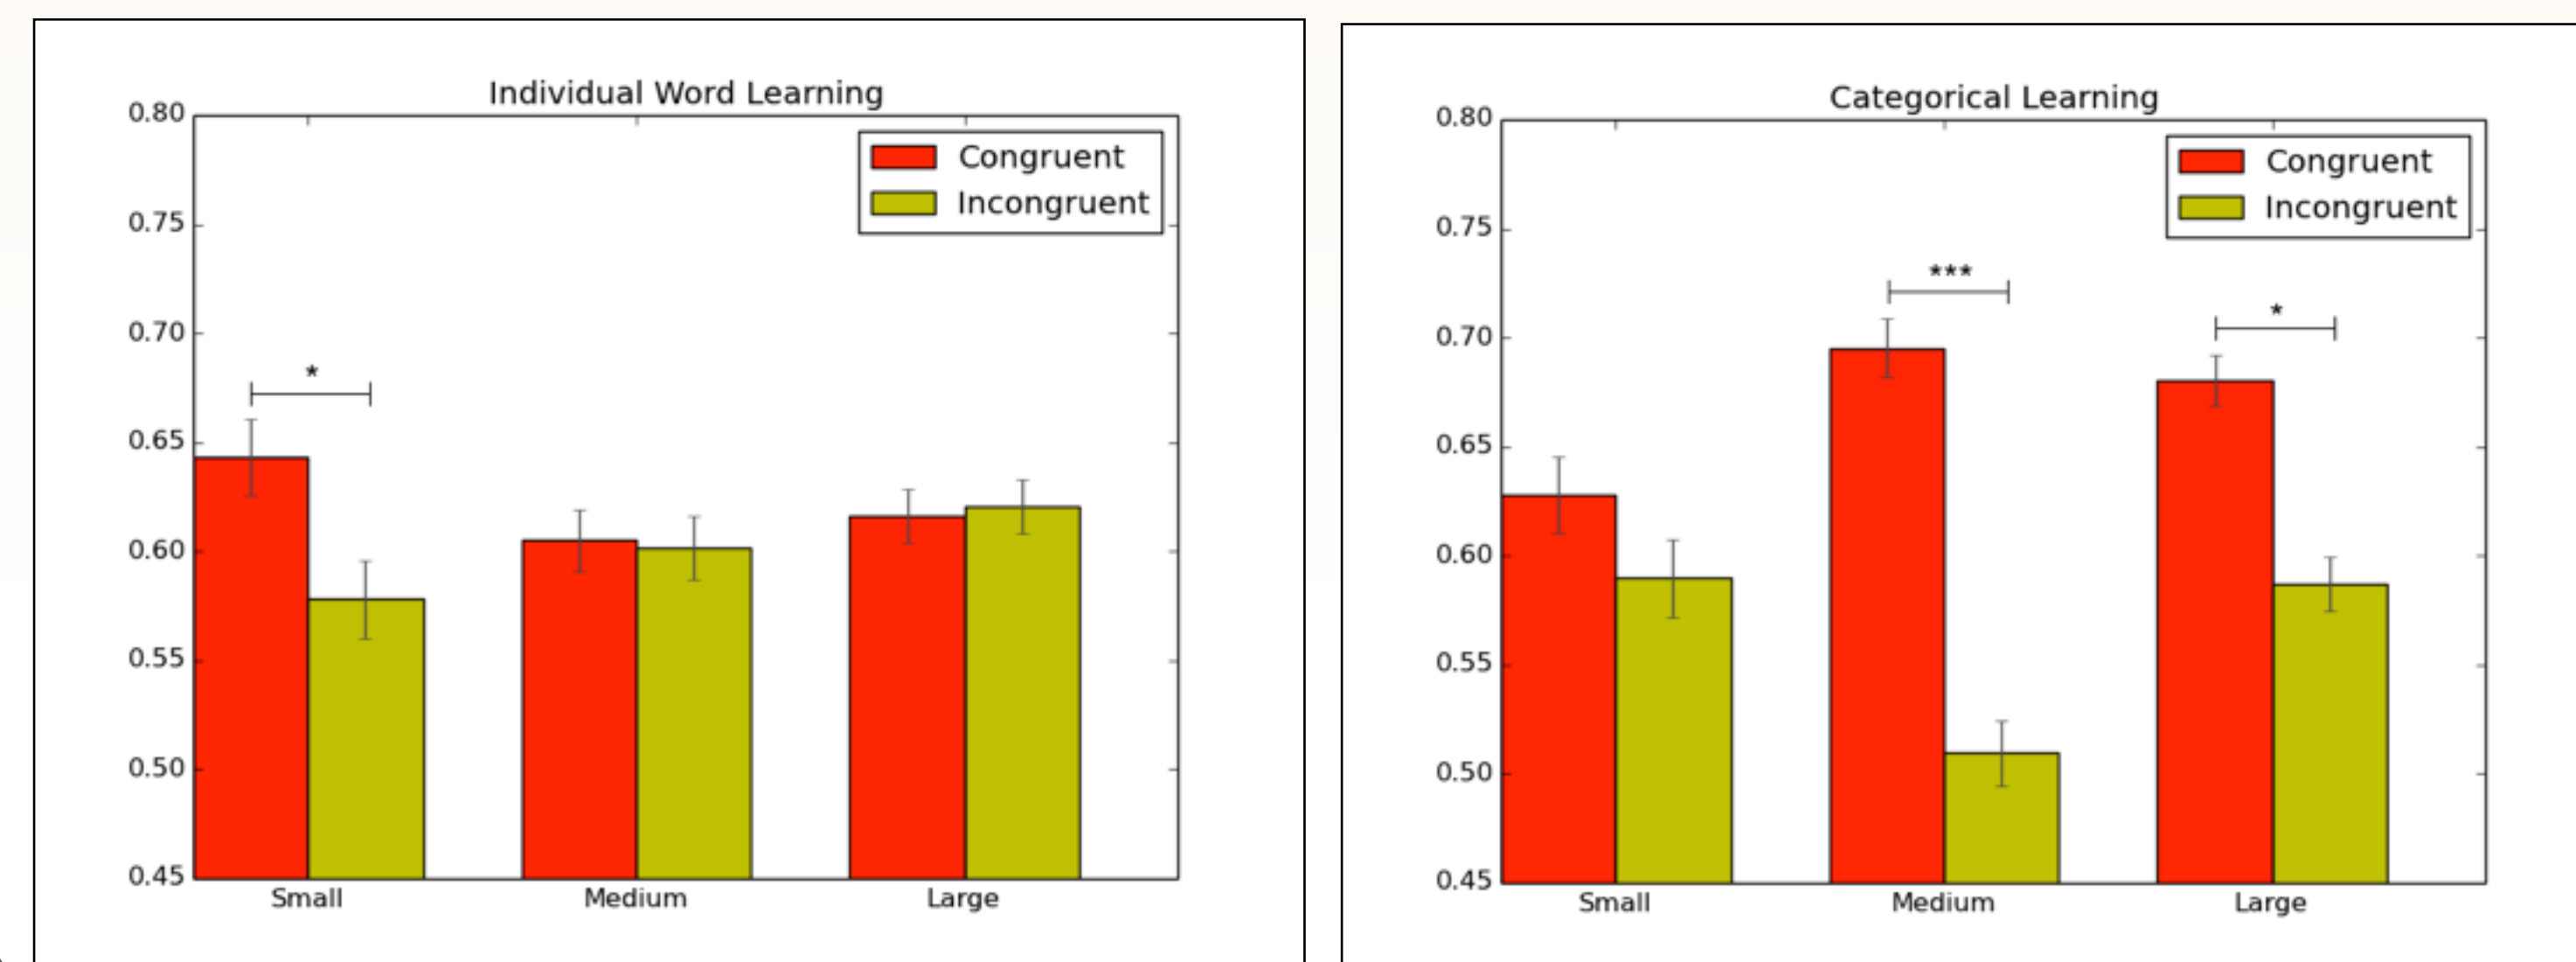 Individual Word Learning
0.80
0.75
0.70
0.65
0.60
0.55
0.50
0.45
Congruent
Incongruent
*
Small Medium Large
Categorical Learning
0.80
0.75
0.70
0.65
0.60
0.55
0.50
0.45
Congruent
Incongruent
***
*
Small Medium Large